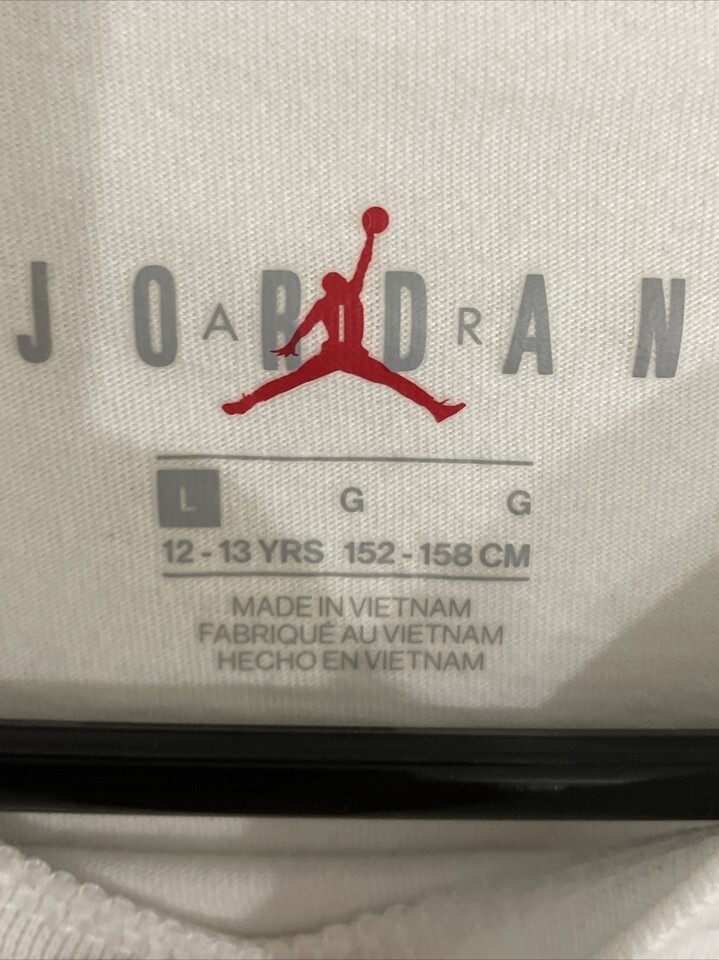 JORDAN
AIR
L G G
12 - 13 YRS 152 - 158 CM
MADE IN VIETNAM
FABRIQUÉ AU VIETNAM
HECHO EN VIETNAM